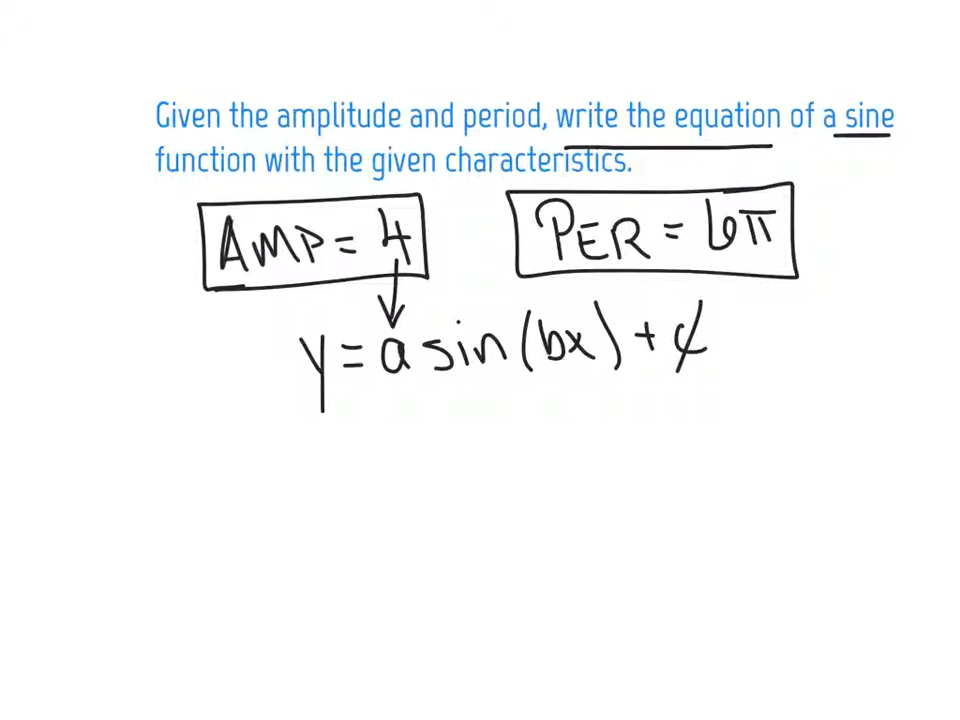 Given the amplitude and period, write the equation of a sine
function with the given characteristics.
AMP = 4 PER = 6π
y = a sin (bx) + c